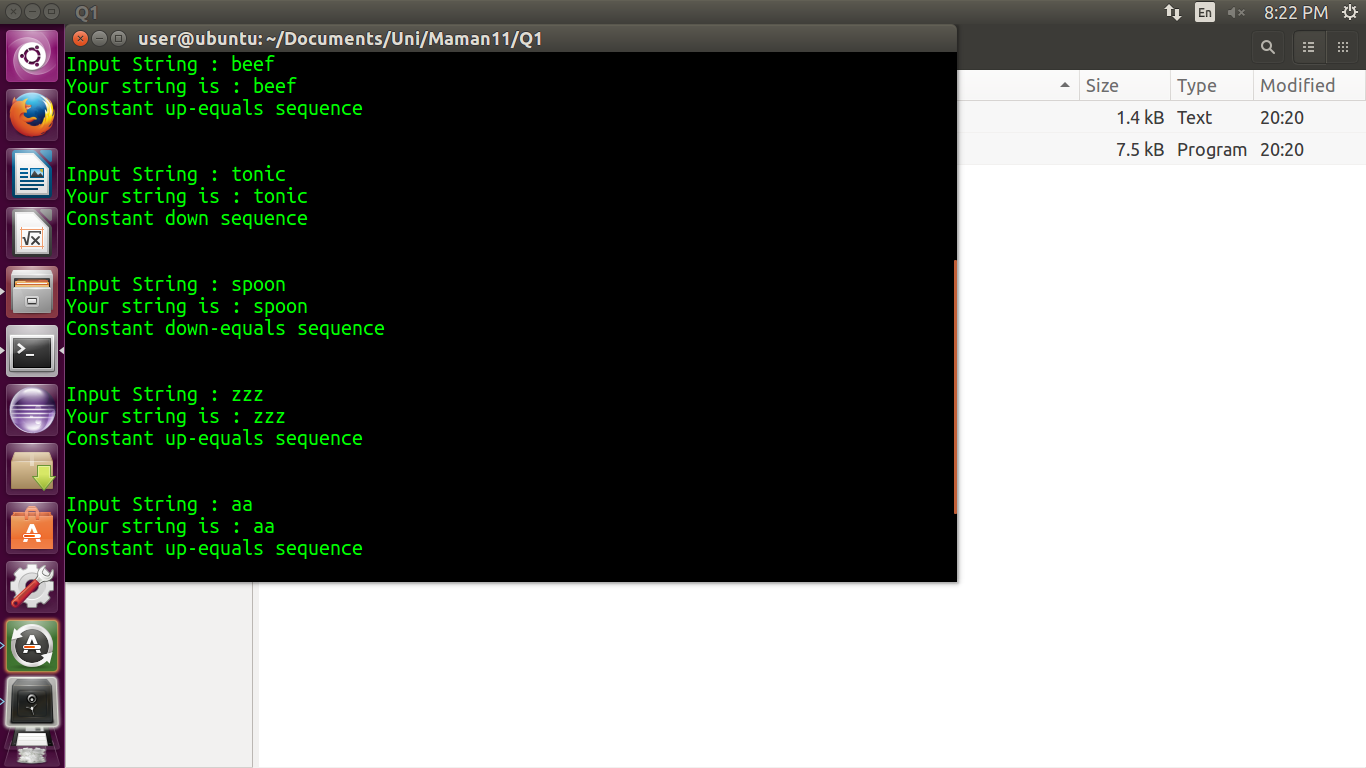 Q1
En
8:22 PM
user@ubuntu: ~/Documents/Uni/Maman11/Q1
Input String : beef
Your string is : beef
Constant up-equals sequence
Input String : tonic
Your string is : tonic
Constant down sequence
Input String : spoon
Your string is : spoon
Constant down-equals sequence
Input String : zzz
Your string is : zzz
Constant up-equals sequence
Input String : aa
Your string is : aa
Constant up-equals sequence
Size Type Modified
1.4 kB Text 20:20
7.5 kB Program 20:20